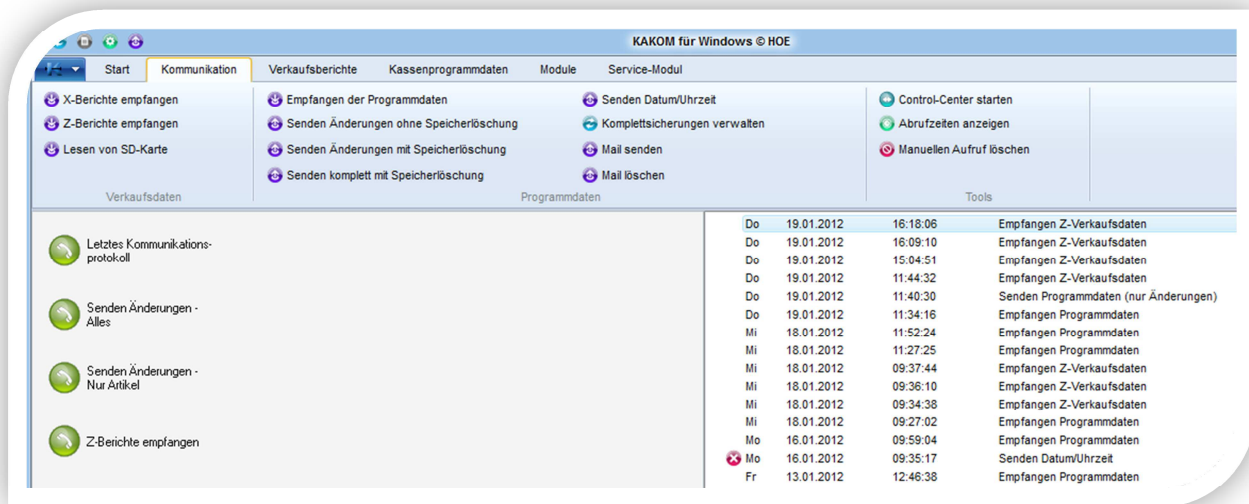 KAKOM für Windows © HOE
Start Kommunikation Verkaufsberichte Kassenprogrammdaten Module Service-Modul
X-Berichte empfangen Empfangen der Programmdaten Senden Datum/Uhrzeit Control-Center starten
Z-Berichte empfangen Senden Änderungen ohne Speicherlöschung Komplettsicherungen verwalten Abrufzeiten anzeigen
Lesen von SD-Karte Senden Änderungen mit Speicherlöschung Mail senden Manuellen Aufruf löschen
Senden komplett mit Speicherlöschung Mail löschen
Verkaufsdaten Programmdaten Tools
Letztes Kommunikations-
protokoll
Senden Änderungen -
Alles
Senden Änderungen -
Nur Artikel
Z-Berichte empfangen
Do 19.01.2012 16:18:06 Empfangen Z-Verkaufsdaten
Do 19.01.2012 16:09:10 Empfangen Z-Verkaufsdaten
Do 19.01.2012 15:04:51 Empfangen Z-Verkaufsdaten
Do 19.01.2012 11:44:32 Empfangen Z-Verkaufsdaten
Do 19.01.2012 11:40:30 Senden Programmdaten (nur Änderungen)
Do 19.01.2012 11:34:16 Empfangen Programmdaten
Mi 18.01.2012 11:52:24 Empfangen Programmdaten
Mi 18.01.2012 11:27:25 Empfangen Programmdaten
Mi 18.01.2012 09:37:44 Empfangen Z-Verkaufsdaten
Mi 18.01.2012 09:36:10 Empfangen Z-Verkaufsdaten
Mi 18.01.2012 09:34:38 Empfangen Z-Verkaufsdaten
Mi 18.01.2012 09:27:02 Empfangen Programmdaten
Mo 16.01.2012 09:59:04 Empfangen Programmdaten
Mo 16.01.2012 09:35:17 Senden Datum/Uhrzeit
Fr 13.01.2012 12:46:38 Empfangen Programmdaten